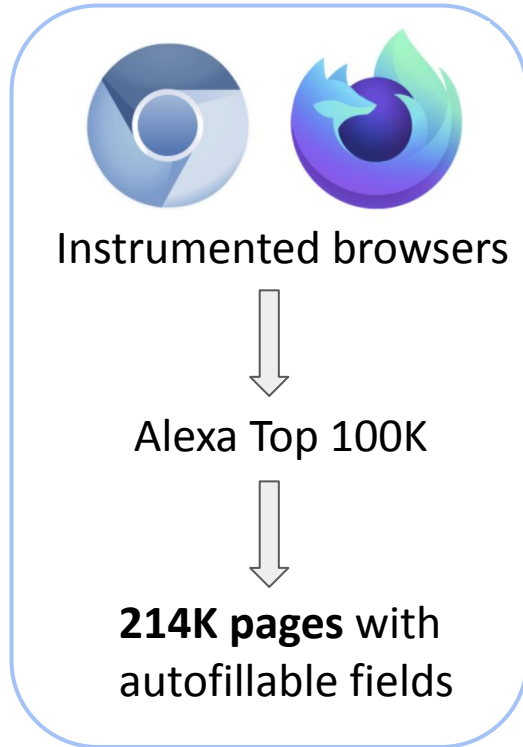 Instrumented browsers
Alexa Top 100K
214K pages with
autofillable fields